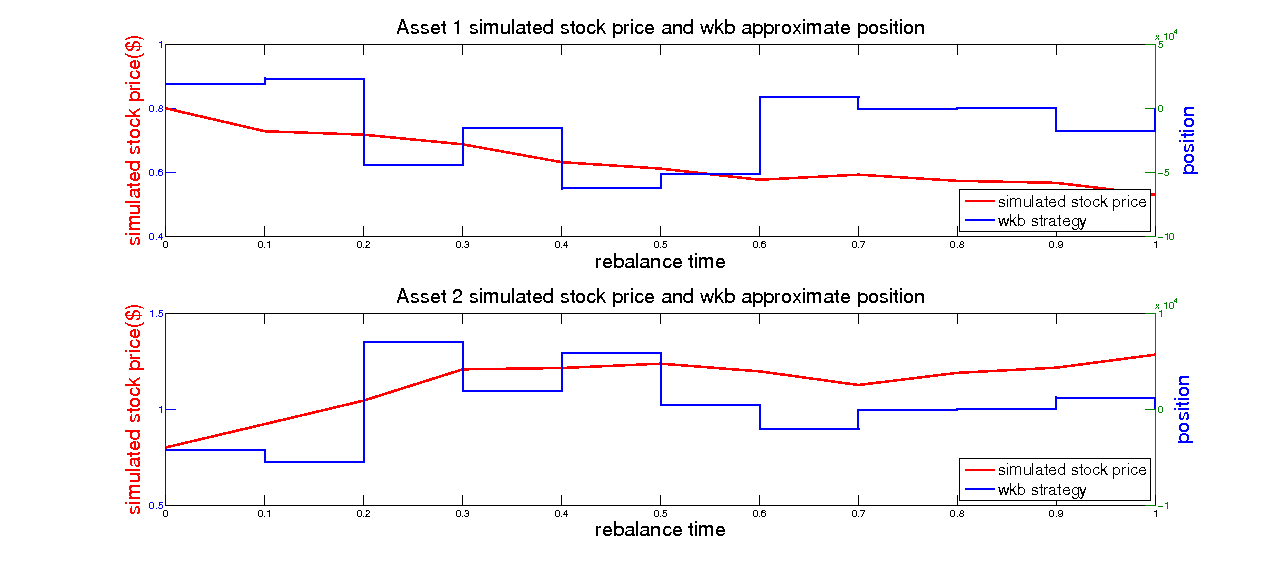 Asset 1 simulated stock price and wkb approximate position
simulated stock price($)
1
0.8
0.6
0.4
x 10^4
5
0
−5
−10
position
simulated stock price
wkb strategy
0 0.1 0.2 0.3 0.4 0.5 0.6 0.7 0.8 0.9 1
rebalance time
Asset 2 simulated stock price and wkb approximate position
simulated stock price($)
1.5
1
0.5
x 10^4
1
0
−1
position
simulated stock price
wkb strategy
0 0.1 0.2 0.3 0.4 0.5 0.6 0.7 0.8 0.9 1
rebalance time